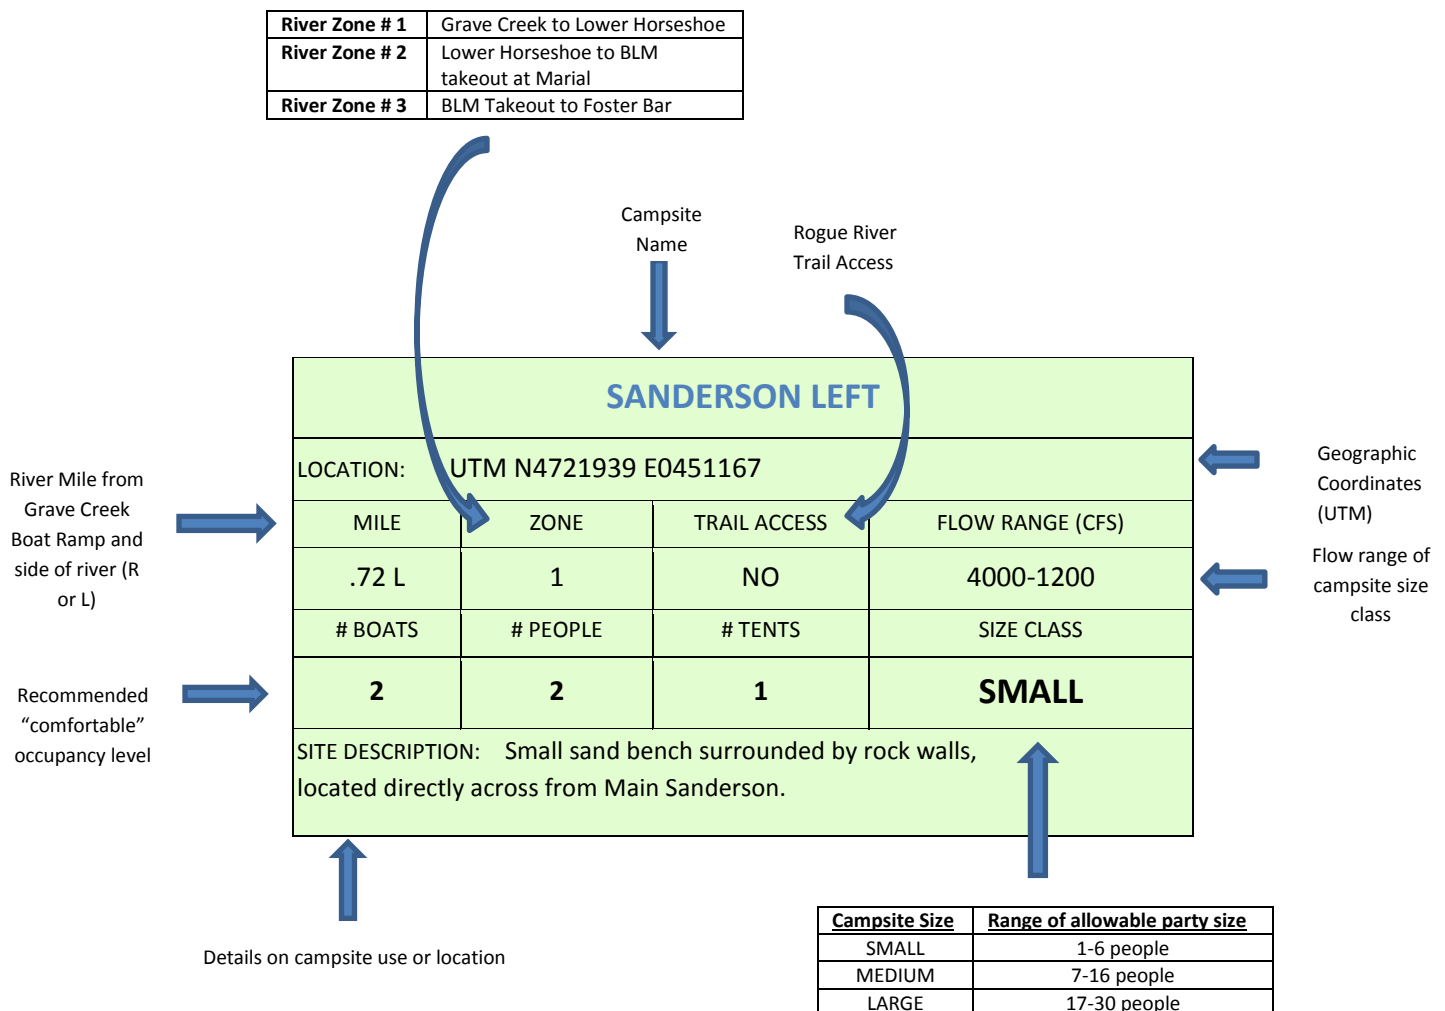 River Zone # 1 Grave Creek to Lower Horseshoe
River Zone # 2 Lower Horseshoe to BLM
takeout at Marial
River Zone # 3 BLM Takeout to Foster Bar
Campsite
Name
Rogue River
Trail Access
SANDERSON LEFT
LOCATION: UTM N4721939 E0451167
MILE ZONE TRAIL ACCESS FLOW RANGE (CFS)
.72 L 1 NO 4000-1200
# BOATS # PEOPLE # TENTS SIZE CLASS
2 2 1 SMALL
SITE DESCRIPTION: Small sand bench surrounded by rock walls,
located directly across from Main Sanderson.
River Mile from
Grave Creek
Boat Ramp and
side of river (R
or L)
Recommended
“comfortable”
occupancy level
Geographic
Coordinates
(UTM)
Flow range of
campsite size
class
Details on campsite use or location
Campsite Size Range of allowable party size
SMALL 1-6 people
MEDIUM 7-16 people
LARGE 17-30 people